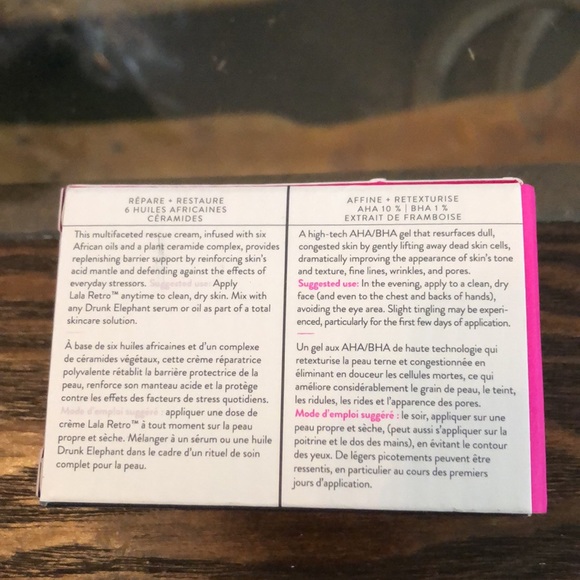 RÉPARE + RESTAURE
6 HUILES AFRICAINES
CÉRAMIDES
This multifaceted rescue cream, infused with six
African oils and a plant ceramide complex, provides
replenishing barrier support by reinforcing skin's
acid mantle and defending against the effects of
everyday stressors. Suggested use: Apply
Lala Retro™ anytime to clean, dry skin. Mix with
any Drunk Elephant serum or oil as part of a total
skincare solution.
À base de six huiles africaines et d'un complexe
de céramides végétaux, cette crème réparatrice
polyvalente rétablit la barrière protectrice de la
peau, renforce son manteau acide et la protège
contre les effets des facteurs de stress quotidiens.
Mode d'emploi suggéré : appliquer une dose de
crème Lala Retro™ à tout moment sur la peau
propre et sèche. Mélanger à un sérum ou une huile
Drunk Elephant dans le cadre d'un rituel de soin
complet pour la peau.
AFFINE + RETEXTURISE
AHA 10 % | BHA 1 %
EXTRAIT DE FRAMBOISE
A high-tech AHA/BHA gel that resurfaces dull,
congested skin by gently lifting away dead skin cells,
dramatically improving the appearance of skin's tone
and texture, fine lines, wrinkles, and pores.
Suggested use: In the evening, apply to a clean, dry
face (and even to the chest and backs of hands),
avoiding the eye area. Slight tingling may be experi-
enced, particularly for the first few days of application.
Un gel aux AHA/BHA de haute technologie qui
retexturise la peau terne et congestionnée en
éliminant en douceur les cellules mortes, ce qui
améliore considérablement le grain de peau, le teint,
les ridules, les rides et l'apparence des pores.
Mode d'emploi suggéré : le soir, appliquer sur une
peau propre et sèche, (peut aussi s'appliquer sur la
poitrine et le dos des mains), en évitant le contour
des yeux. De légers picotements peuvent être
ressentis, en particulier au cours des premiers
jours d'application.